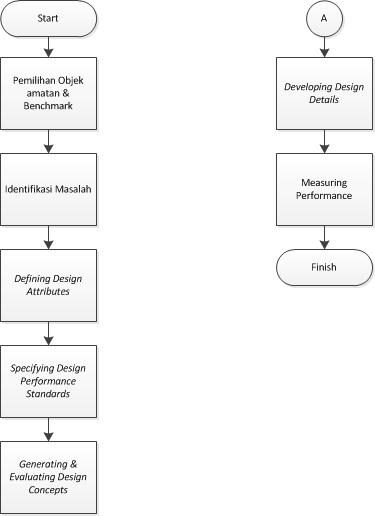 Start
Pemilihan Objek
amatan &
Benchmark
Identifikasi Masalah
Defining Design
Attributes
Specifying Design
Performance
Standards
Generating &
Evaluating Design
Concepts
A
Developing Design
Details
Measuring
Performance
Finish